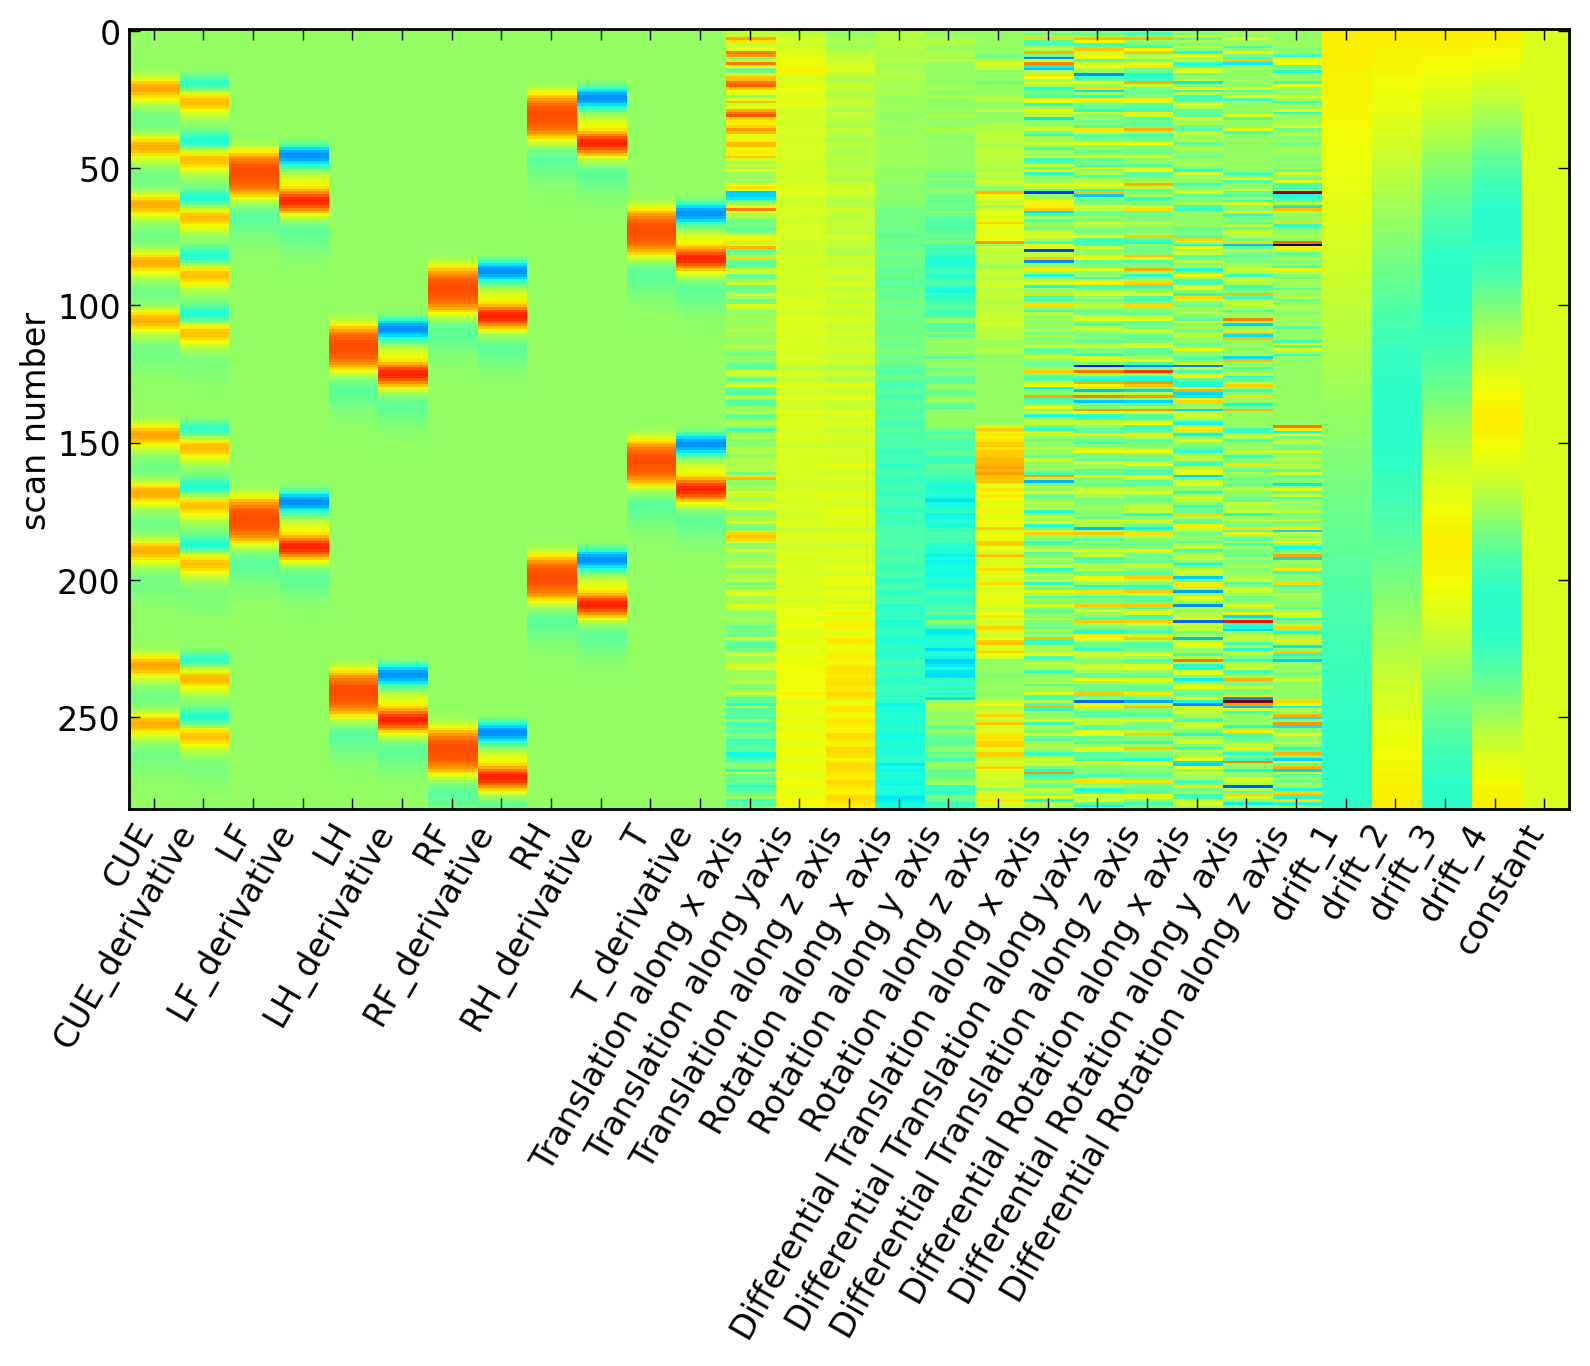 0
50
100
150
200
250
scan number
CUE
CUE_derivative
LF
LF_derivative
LH
LH_derivative
RF
RF_derivative
RH
RH_derivative
T
T_derivative
Translation along x axis
Translation along yaxis
Translation along z axis
Rotation along x axis
Rotation along y axis
Rotation along z axis
Differential Translation along x axis
Differential Translation along yaxis
Differential Translation along z axis
Differential Rotation along x axis
Differential Rotation along y axis
Differential Rotation along z axis
drift_1
drift_2
drift_3
drift_4
constant